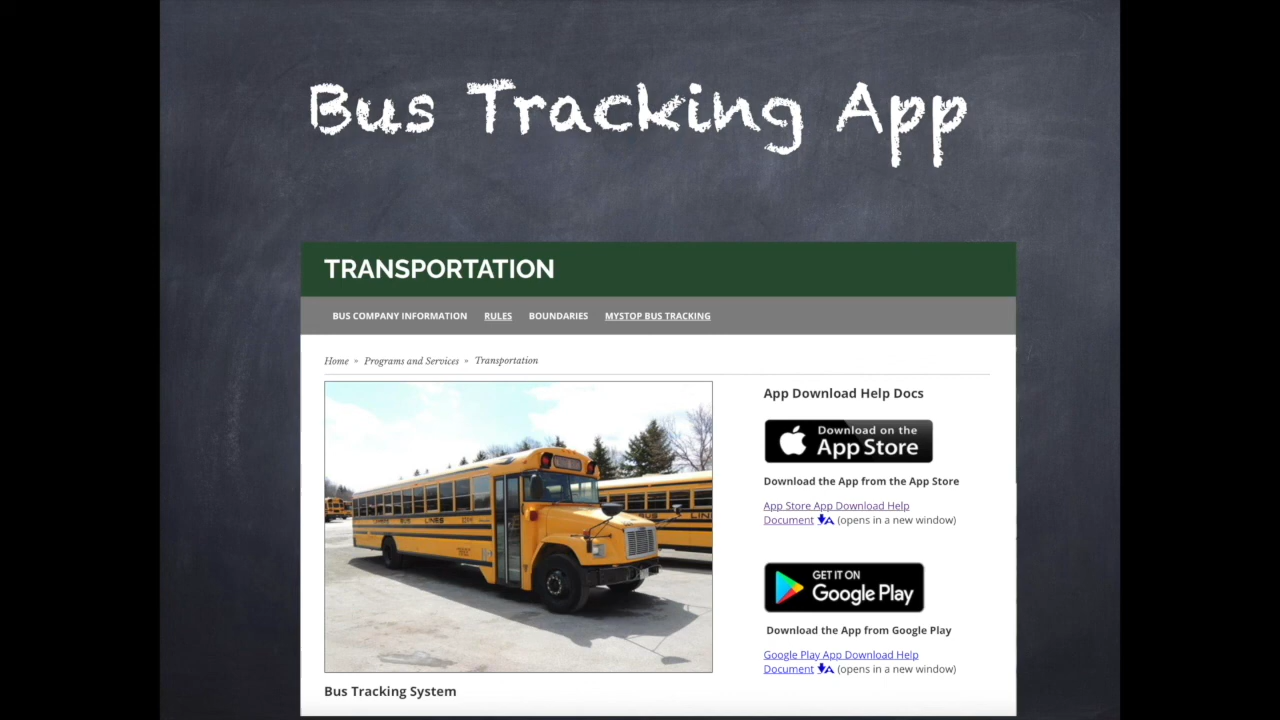 Bus Tracking App
TRANSPORTATION
BUS COMPANY INFORMATION RULES BOUNDARIES MYSTOP BUS TRACKING
Home » Programs and Services » Transportation
App Download Help Docs
Download on the
App Store
Download the App from the App Store
App Store App Download Help
Document (opens in a new window)
GET IT ON
Google Play
Download the App from Google Play
Google Play App Download Help
Document (opens in a new window)
BUS LINES
Bus Tracking System